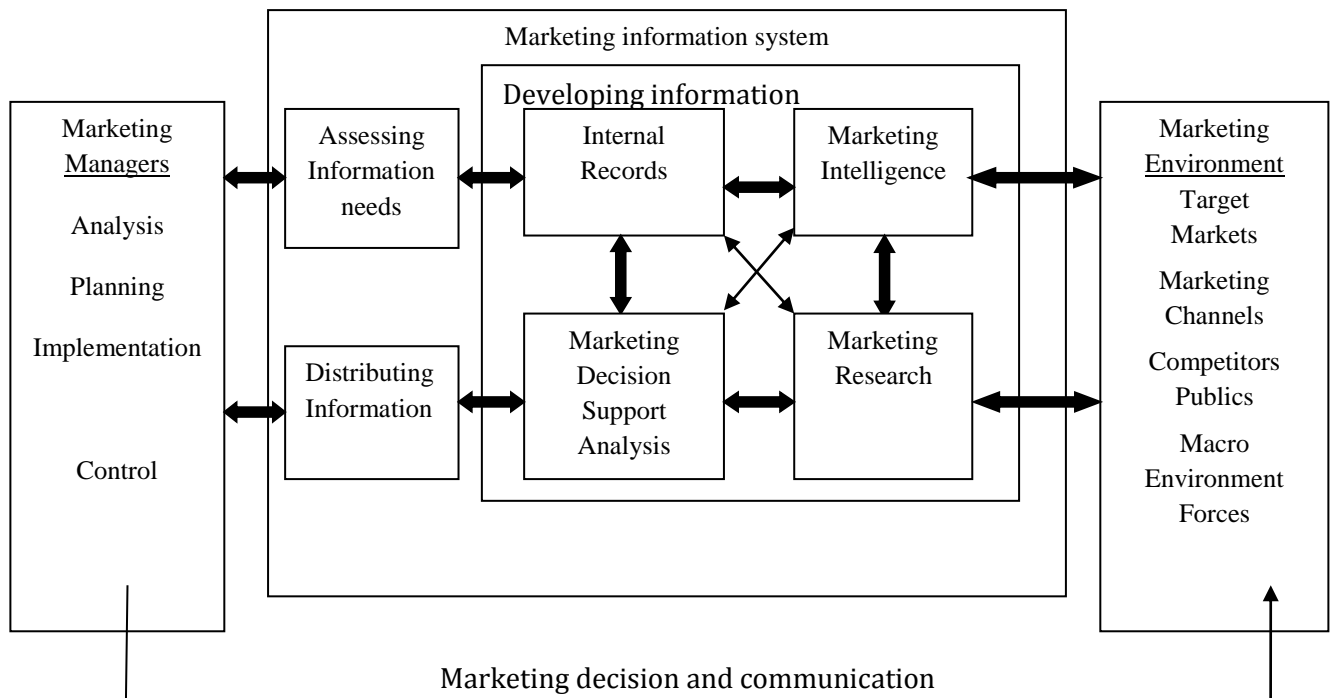 Marketing information system
Developing information
Marketing
Managers
Analysis
Planning
Implementation
Control
Assessing
Information
needs
Distributing
Information
Internal
Records
Marketing
Intelligence
Marketing
Decision
Support
Analysis
Marketing
Research
Marketing
Environment
Target
Markets
Marketing
Channels
Competitors
Publics
Macro
Environment
Forces
Marketing decision and communication